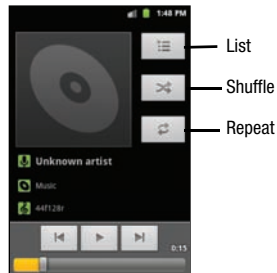 1:48 PM
List
Shuffle
Repeat
Unknown artist
Music
44f128r
0:15